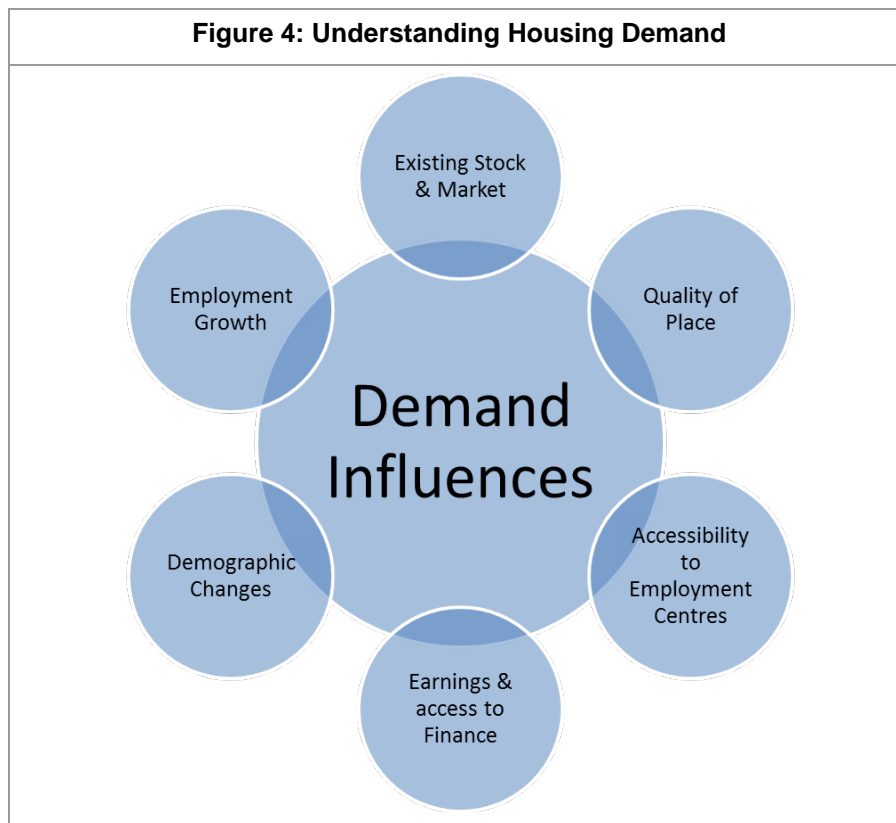 Figure 4: Understanding Housing Demand
Existing Stock
& Market
Quality of
Place
Accessibility
to
Employment
Centres
Earnings &
access to
Finance
Demographic
Changes
Employment
Growth
Demand
Influences